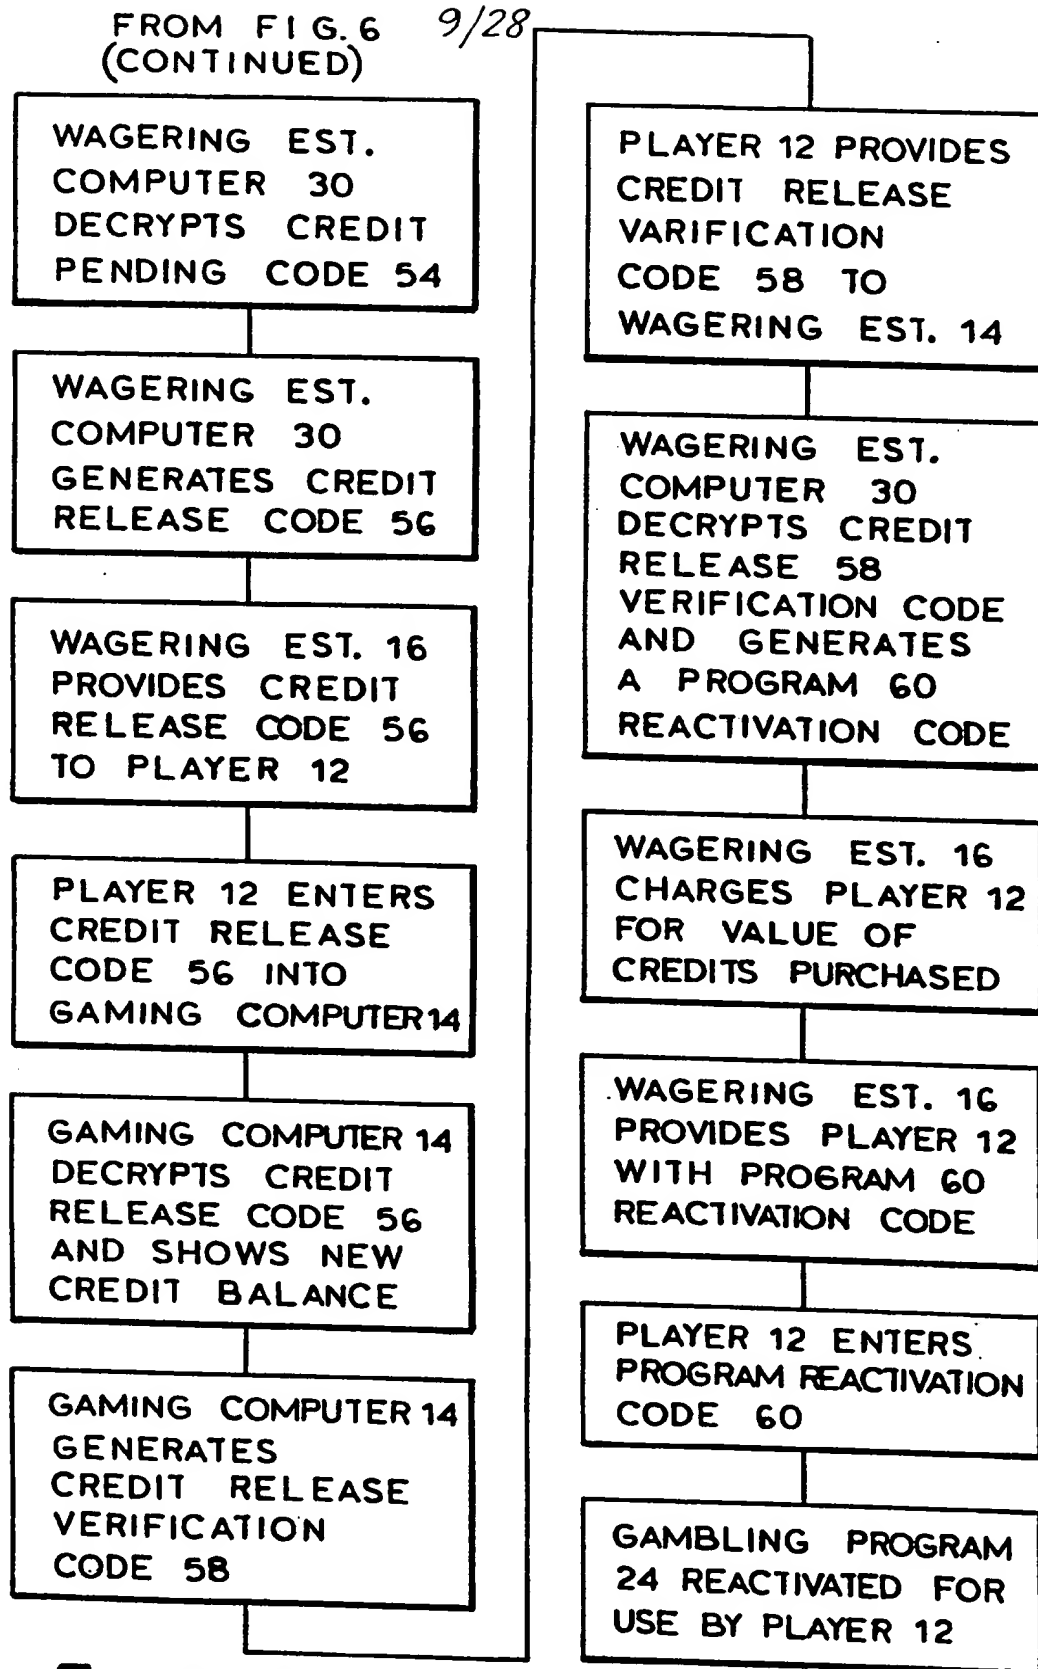 FROM FIG. 6
(CONTINUED)
9/28
WAGERING EST.
COMPUTER 30
DECRYPTS CREDIT
PENDING CODE 54
WAGERING EST.
COMPUTER 30
GENERATES CREDIT
RELEASE CODE 56
WAGERING EST. 16
PROVIDES CREDIT
RELEASE CODE 56
TO PLAYER 12
PLAYER 12 ENTERS
CREDIT RELEASE
CODE 56 INTO
GAMING COMPUTER 14
GAMING COMPUTER 14
DECRYPTS CREDIT
RELEASE CODE 56
AND SHOWS NEW
CREDIT BALANCE
GAMING COMPUTER 14
GENERATES
CREDIT RELEASE
VERIFICATION
CODE 58
PLAYER 12 PROVIDES
CREDIT RELEASE
VARIFICATION
CODE 58 TO
WAGERING EST. 14
WAGERING EST.
COMPUTER 30
DECRYPTS CREDIT
RELEASE 58
VERIFICATION CODE
AND GENERATES
A PROGRAM 60
REACTIVATION CODE
WAGERING EST. 16
CHARGES PLAYER 12
FOR VALUE OF
CREDITS PURCHASED
WAGERING EST. 16
PROVIDES PLAYER 12
WITH PROGRAM 60
REACTIVATION CODE
PLAYER 12 ENTERS
PROGRAM REACTIVATION
CODE 60
GAMBLING PROGRAM
24 REACTIVATED FOR
USE BY PLAYER 12